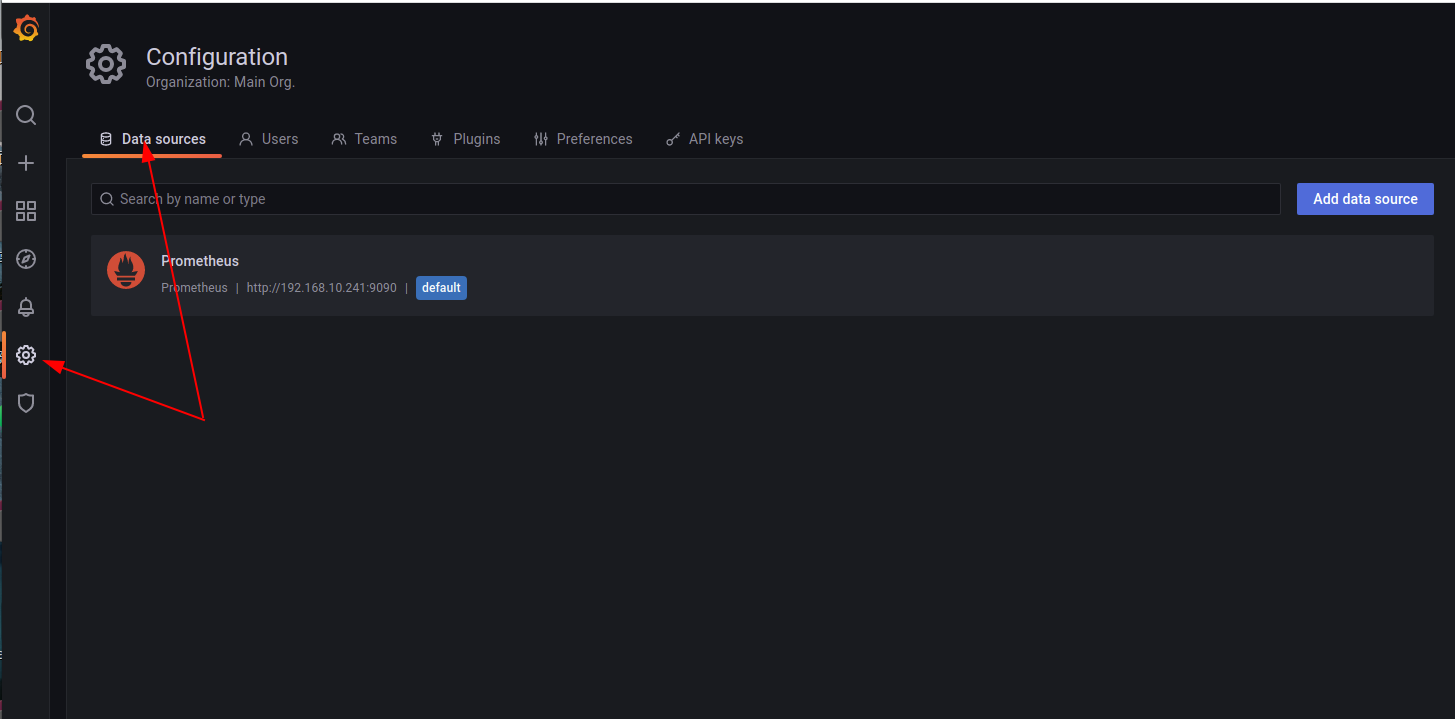 Configuration
Organization: Main Org.
Data sources Users Teams Plugins Preferences API keys
Search by name or type Add data source
Prometheus
Prometheus | http://192.168.10.241:9090 | default